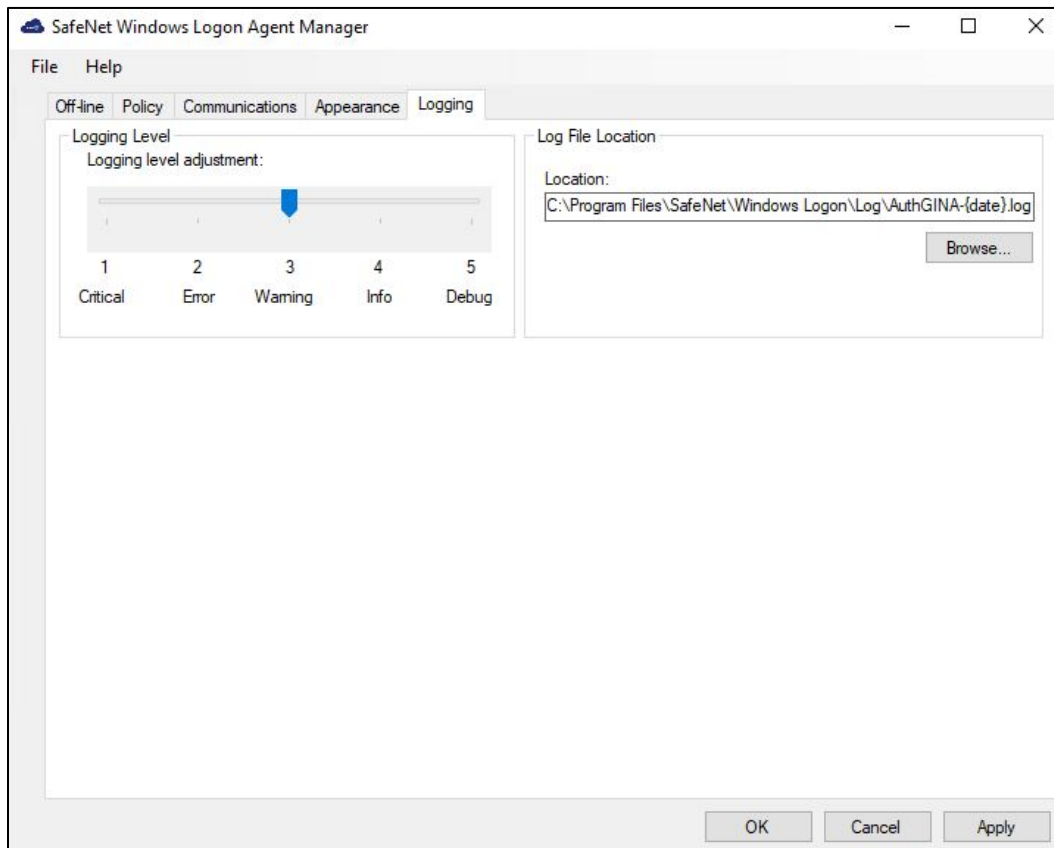 SafeNet Windows Logon Agent Manager
File Help
Off-line Policy Communications Appearance Logging
Logging Level
Logging level adjustment:
1 2 3 4 5
Critical Error Warning Info Debug
Log File Location
Location:
C:\Program Files\SafeNet\Windows Logon\Log\AuthGINA-{date}.log
Browse...
OK Cancel Apply